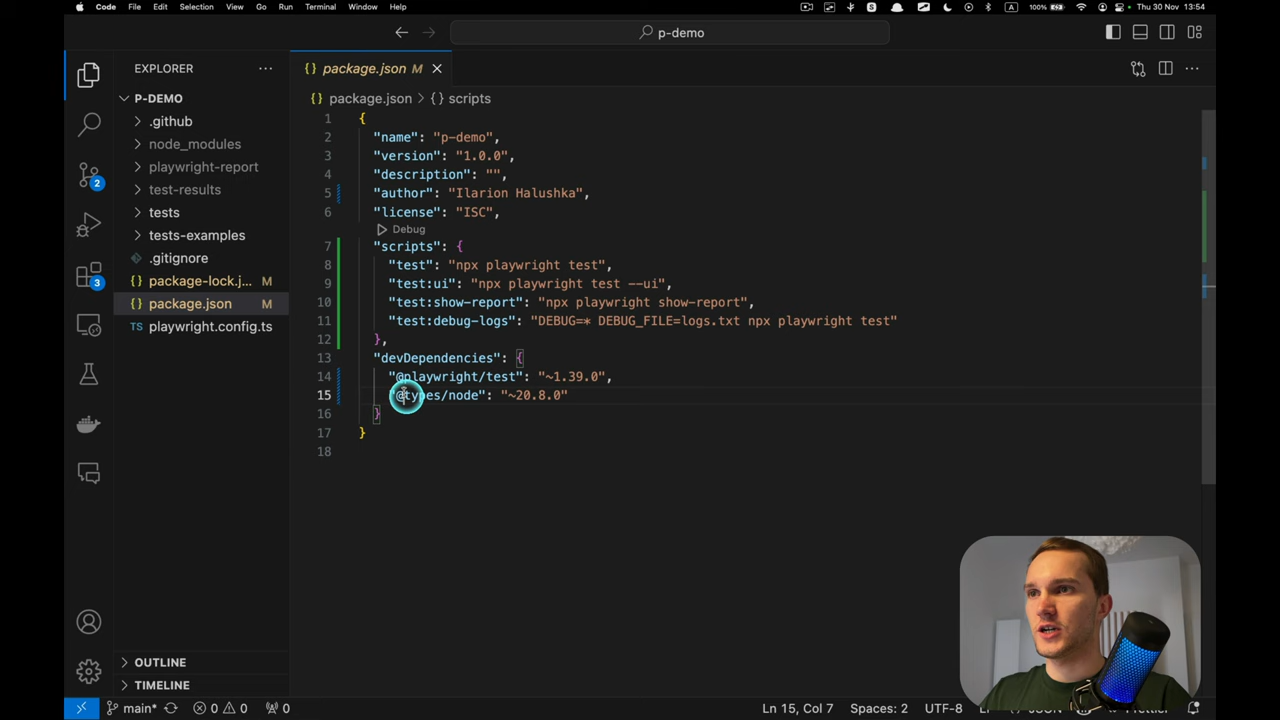 Code File Edit Selection View Go Run Terminal Window Help
A 100% Thu 30 Nov 13:54
p-demo
EXPLORER
package.json M
P-DEMO
package.json > {} scripts
.github
node_modules
playwright-report
test-results
tests
tests-examples
.gitignore
package-lock.j... M
package.json M
TS playwright.config.ts
2
3
1 {
2 "name": "p-demo",
3 "version": "1.0.0",
4 "description": "",
5 "author": "Ilarion Halushka",
6 "license": "ISC",
Debug
7 "scripts": {
8 "test": "npx playwright test",
9 "test:ui": "npx playwright test --ui",
10 "test:show-report": "npx playwright show-report",
11 "test:debug-logs": "DEBUG=* DEBUG_FILE=logs.txt npx playwright test"
12 },
13 "devDependencies": {
14 "@playwright/test": "~1.39.0",
15 "@types/node": "~20.8.0"
16 }
17 }
18
OUTLINE
TIMELINE
main* 0 0 0
Ln 15, Col 7 Spaces: 2 UTF-8